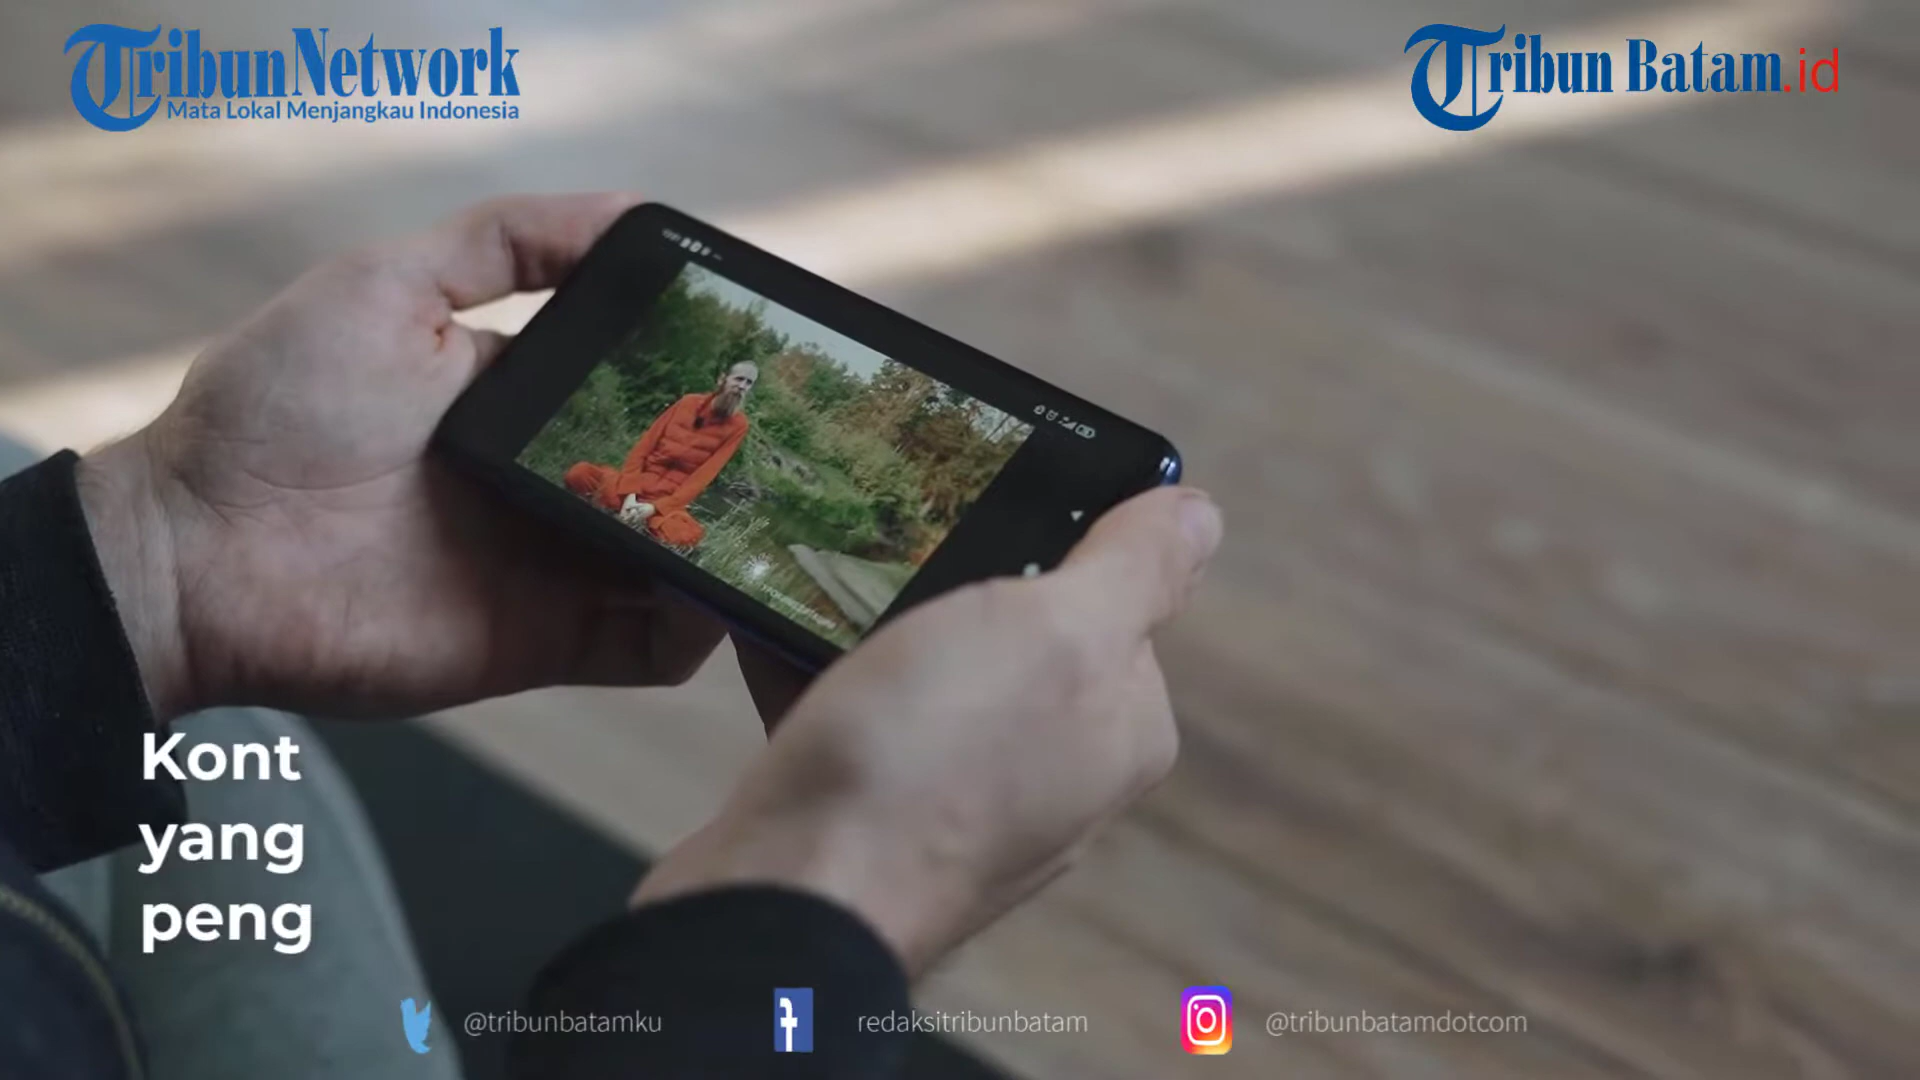 TribunNetwork
Mata Lokal Menjangkau Indonesia
Tribun Batam.id
Kont
yang
peng
@tribunbatamku
redaksitribunbatam
@tribunbatamdotcom